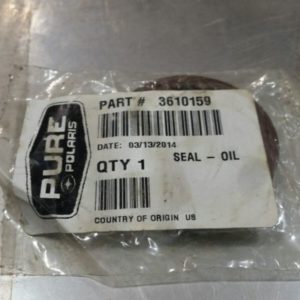 PURE
POLARIS
PART # 3610159
DATE: 03/13/2014
QTY 1
SEAL - OIL
COUNTRY OF ORIGIN US